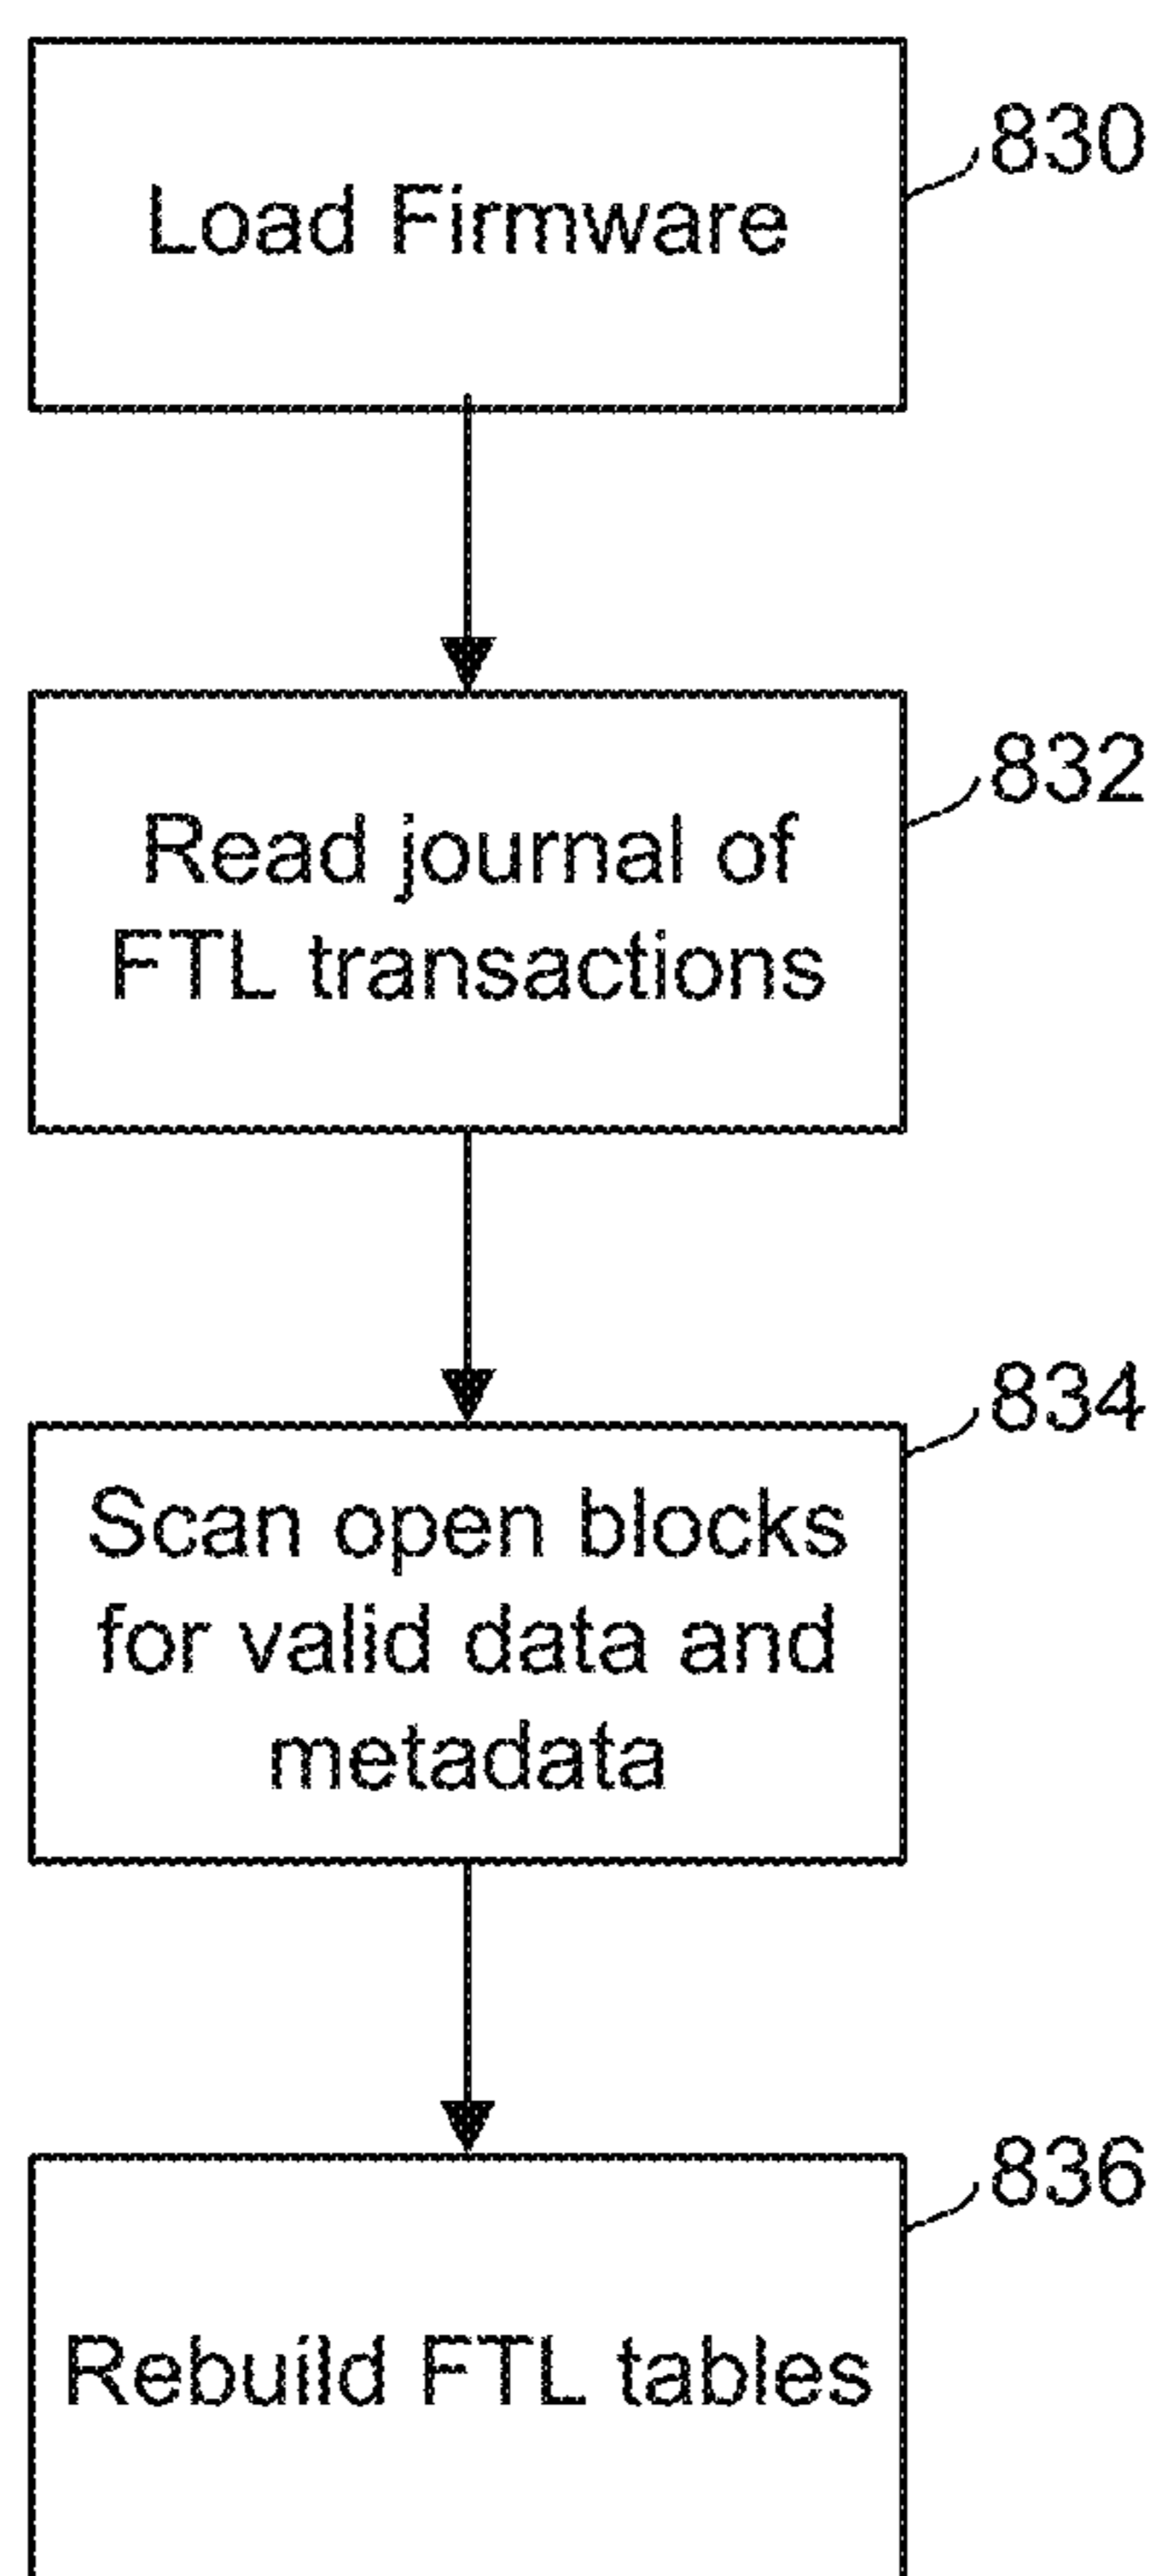 Load Firmware
830
Read journal of
FTL transactions
832
Scan open blocks
for valid data and
metadata
834
Rebuild FTL tables
836